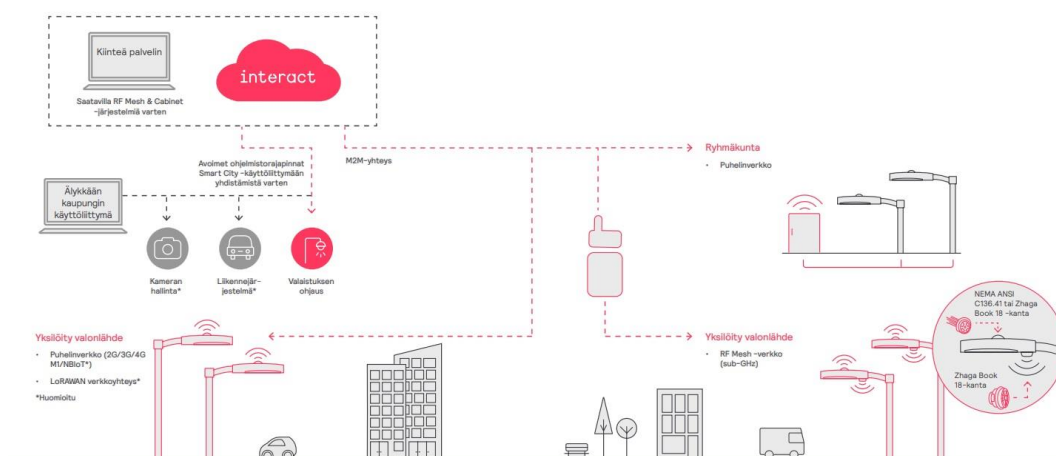 Kiinteä palvelin
interact
Saatavilla RF Mesh & Cabinet
-järjestelmiä varten
Avoimet ohjelmistorajapinnat
Smart City -käyttöliittymään
yhdistämistä varten
M2M-yhteys
Ryhmäkunta
• Puhelinverkko
Älykkään
kaupungin
käyttöliittymä
Kameran
hallinta*
Liikennejär-
jestelmä*
Valaistuksen
ohjaus
NEMA ANSI
C136.41 tai Zhaga
Book 18 -kanta
Zhaga Book
18-kanta
Yksilöity valonlähde
• Puhelinverkko (2G/3G/4G
M1/NBIoT*)
• LoRAWAN verkkoyhteys*
*Huomioitu
Yksilöity valonlähde
• RF Mesh -verkko
(sub-GHz)